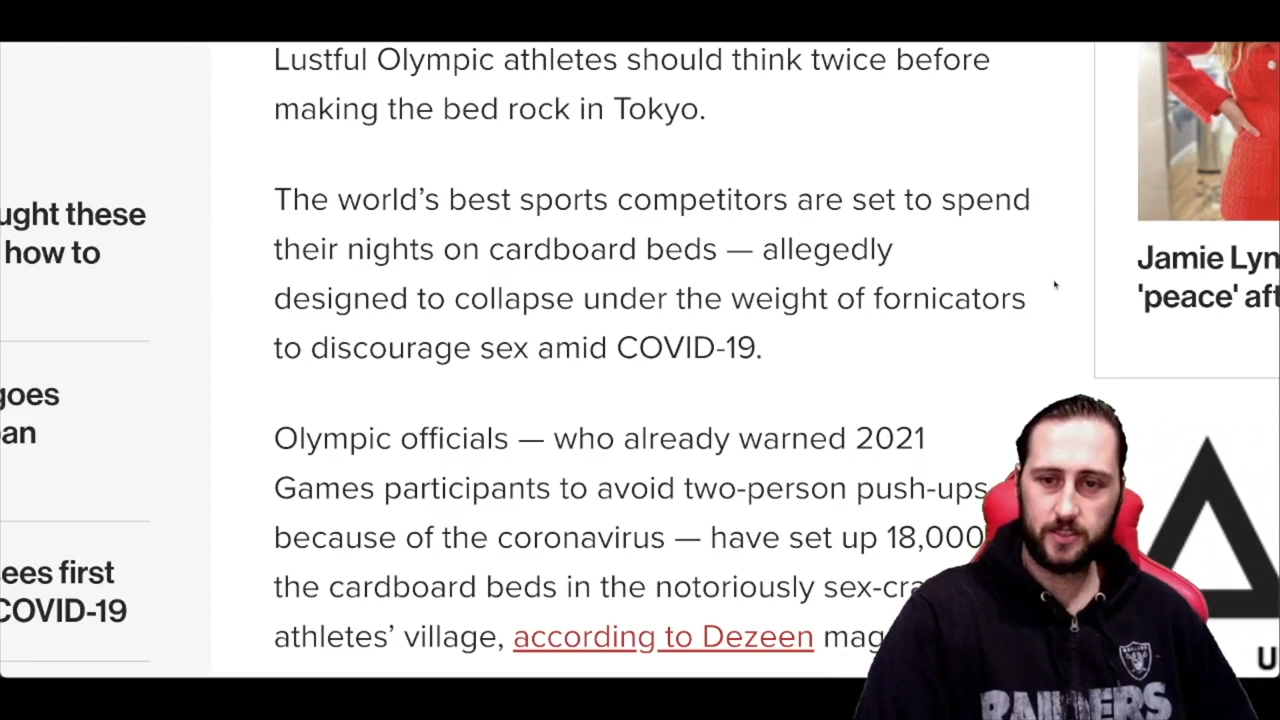 Lustful Olympic athletes should think twice before
making the bed rock in Tokyo.
The world's best sports competitors are set to spend
their nights on cardboard beds — allegedly
designed to collapse under the weight of fornicators
to discourage sex amid COVID-19.
Olympic officials — who already warned 2021
Games participants to avoid two-person push-ups
because of the coronavirus — have set up 18,000
the cardboard beds in the notoriously sex-cra
athletes' village, according to Dezeen mag
ught these
how to
goes
an
ees first
COVID-19
Jamie Lyn
'peace' aft
U
RAIDERS